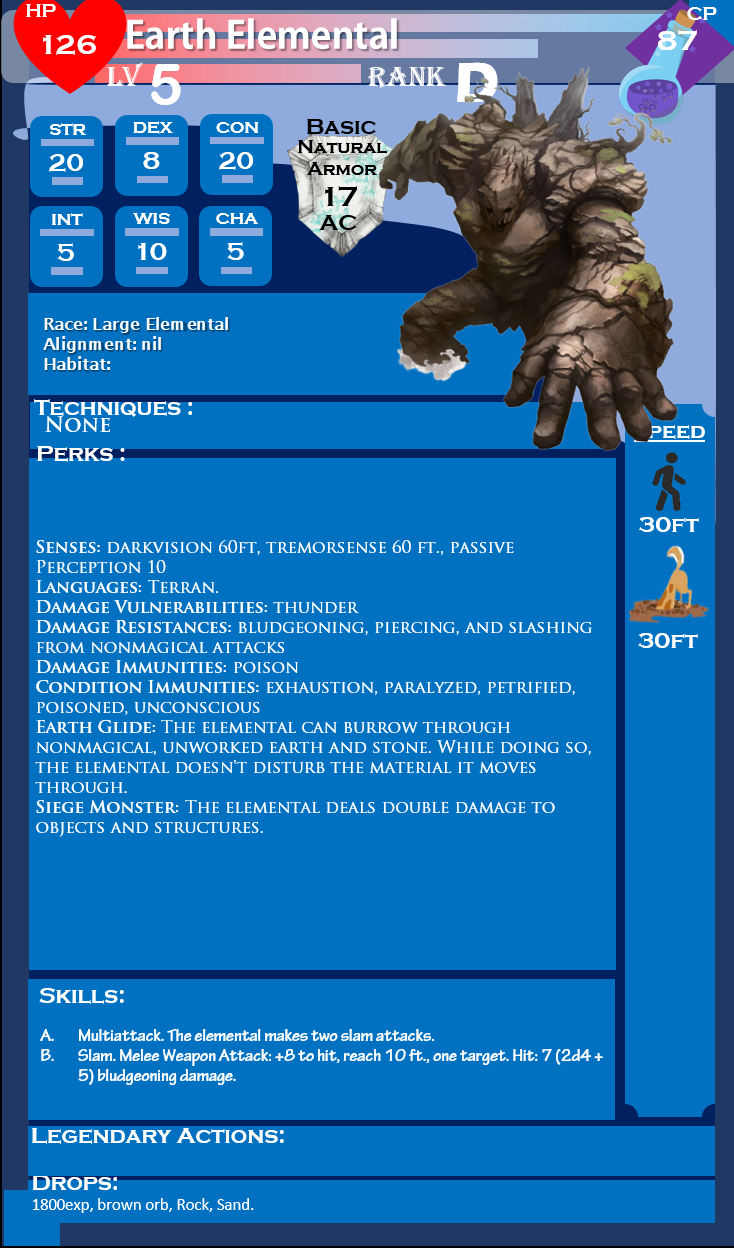 HP
126
Earth Elemental
CP
87
LV 5
RANK D
STR
20
DEX
8
CON
20
INT
5
WIS
10
CHA
5
Basic
Natural
Armor
17
AC
Race: Large Elemental
Alignment: nil
Habitat:
Techniques :
None
Perks :
Senses: darkvision 60ft, tremorsense 60 ft., passive
Perception 10
Languages: Terran.
Damage Vulnerabilities: thunder
Damage Resistances: bludgeoning, piercing, and slashing
from nonmagical attacks
Damage Immunities: poison
Condition Immunities: exhaustion, paralyzed, petrified,
poisoned, unconscious
Earth Glide: The elemental can burrow through
nonmagical, unworked earth and stone. While doing so,
the elemental doesn't disturb the material it moves
through.
Siege Monster: The elemental deals double damage to
objects and structures.
Speed
30ft
30ft
Skills:
A. Multiattack. The elemental makes two slam attacks.
B. Slam. Melee Weapon Attack: +8 to hit, reach 10 ft., one target. Hit: 7 (2d4 +
5) bludgeoning damage.
Legendary Actions:
Drops:
1800exp, brown orb, Rock, Sand.